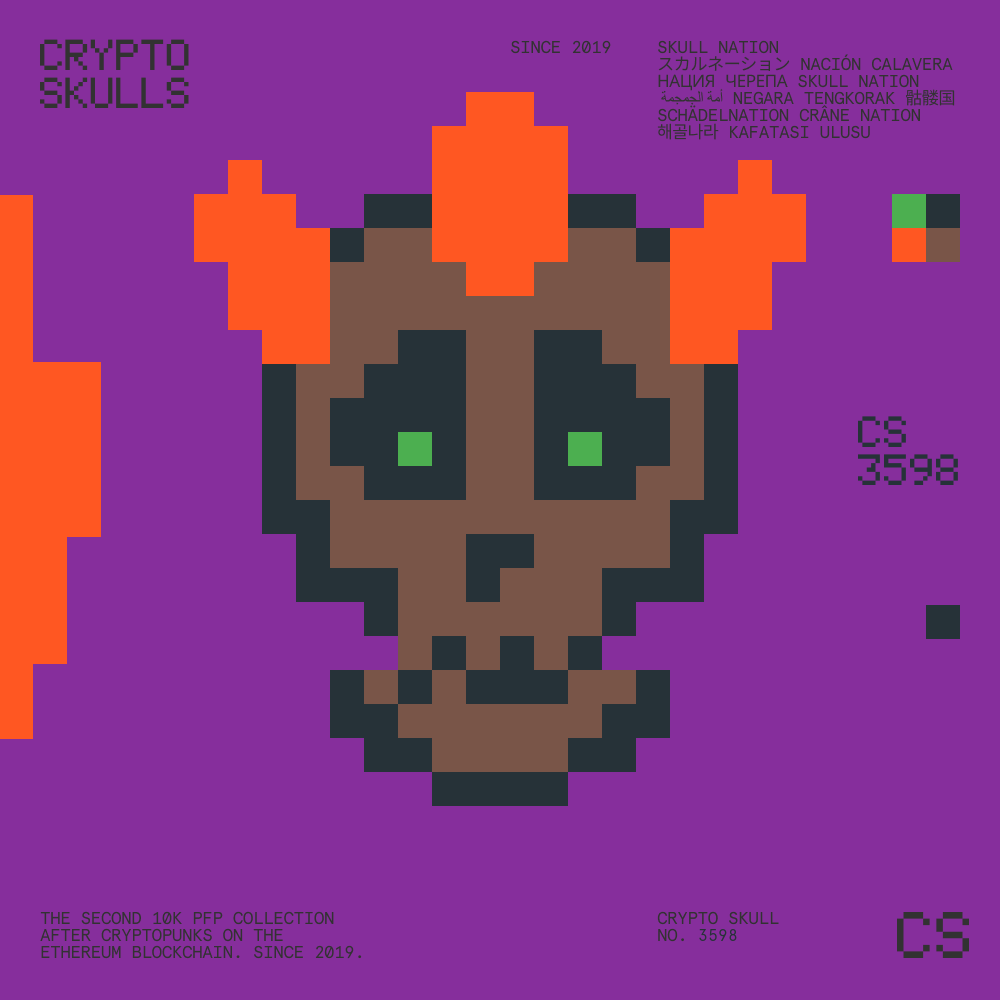 CRYPTO
SKULLS
SINCE 2019
SKULL NATION
スカルネーション NACIÓN CALAVERA
НАЦИЯ ЧЕРЕПА SKULL NATION
أمة الجمجمة NEGARA TENGKORAK 骷髅国
SCHÄDELNATION CRÂNE NATION
해골나라 KAFATASI ULUSU
CS
3598
THE SECOND 10K PFP COLLECTION
AFTER CRYPTOPUNKS ON THE
ETHEREUM BLOCKCHAIN. SINCE 2019.
CRYPTO SKULL
NO. 3598
CS